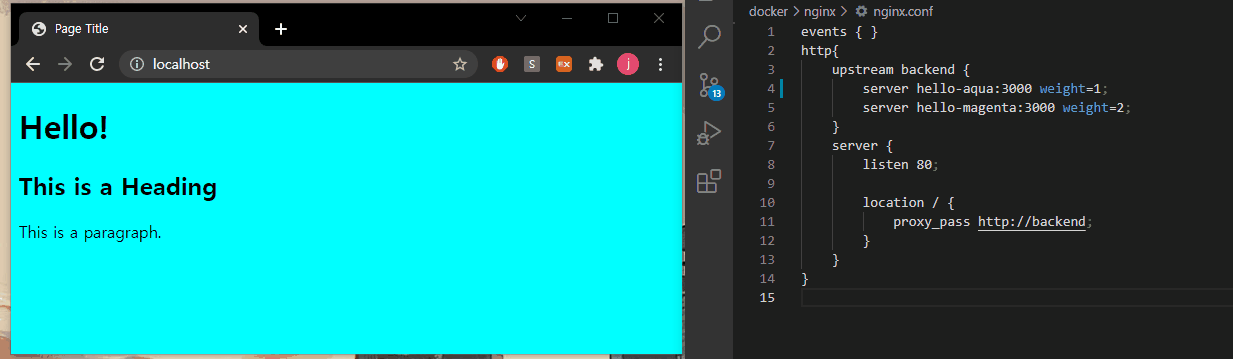 Page Title
localhost
S
j
Hello!
This is a Heading
This is a paragraph.
13
docker > nginx > nginx.conf
1 events { }
2 http{
3 upstream backend {
4 server hello-aqua:3000 weight=1;
5 server hello-magenta:3000 weight=2;
6 }
7 server {
8 listen 80;
9
10 location / {
11 proxy_pass http://backend;
12 }
13 }
14 }
15